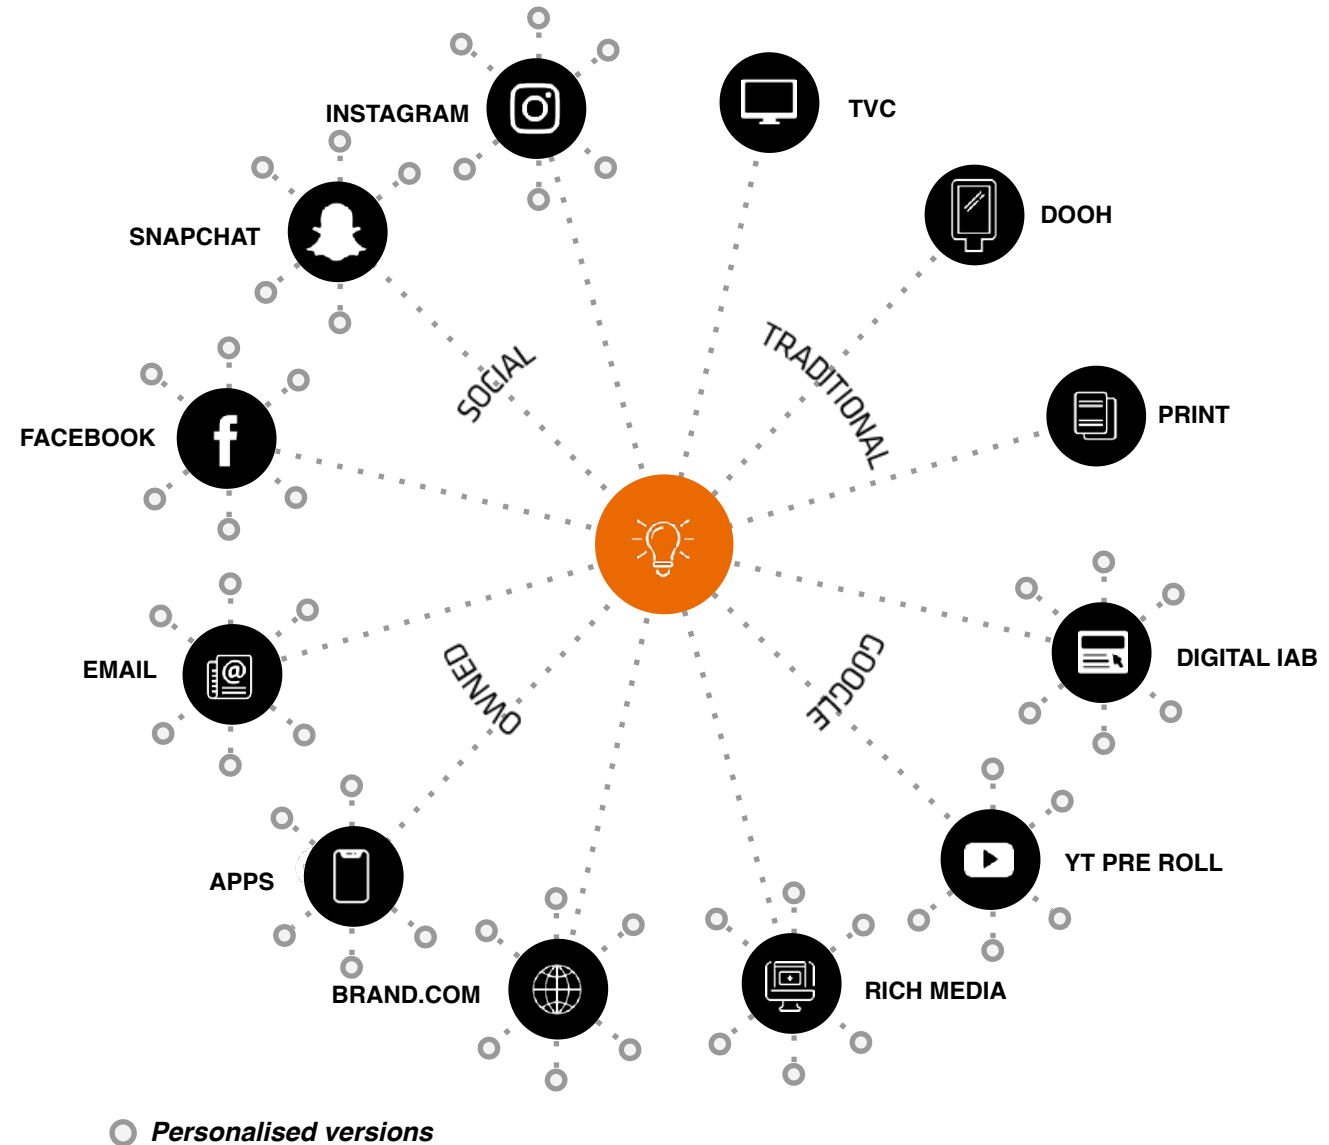 INSTAGRAM
TVC
SNAPCHAT
DOOH
SOCIAL
TRADITIONAL
FACEBOOK
f
PRINT
EMAIL
@
OWNED
GOOGLE
DIGITAL IAB
APPS
YT PRE ROLL
BRAND.COM
RICH MEDIA
Personalised versions